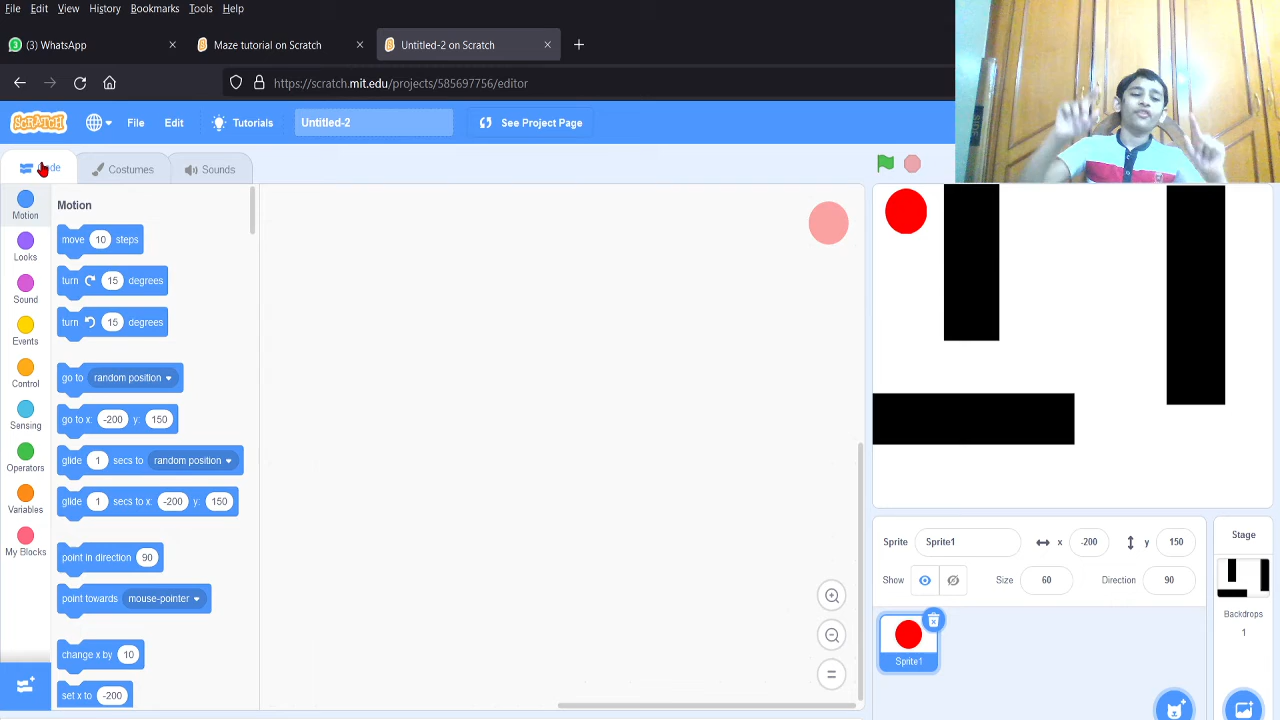 File Edit View History Bookmarks Tools Help
(3) WhatsApp
Maze tutorial on Scratch
Untitled-2 on Scratch
https://scratch.mit.edu/projects/585697756/editor
SCRATCH File Edit Tutorials Untitled-2 See Project Page
Costumes Sounds
Motion
Looks
Sound
Events
Control
Sensing
Operators
Variables
My Blocks
Motion
move 10 steps
turn 15 degrees
turn 15 degrees
go to random position
go to x: -200 y: 150
glide 1 secs to random position
glide 1 secs to x: -200 y: 150
point in direction 90
point towards mouse-pointer
change x by 10
set x to -200
Sprite Sprite1 x -200 y 150
Show Size 60 Direction 90
Sprite1
Stage
Backdrops
1